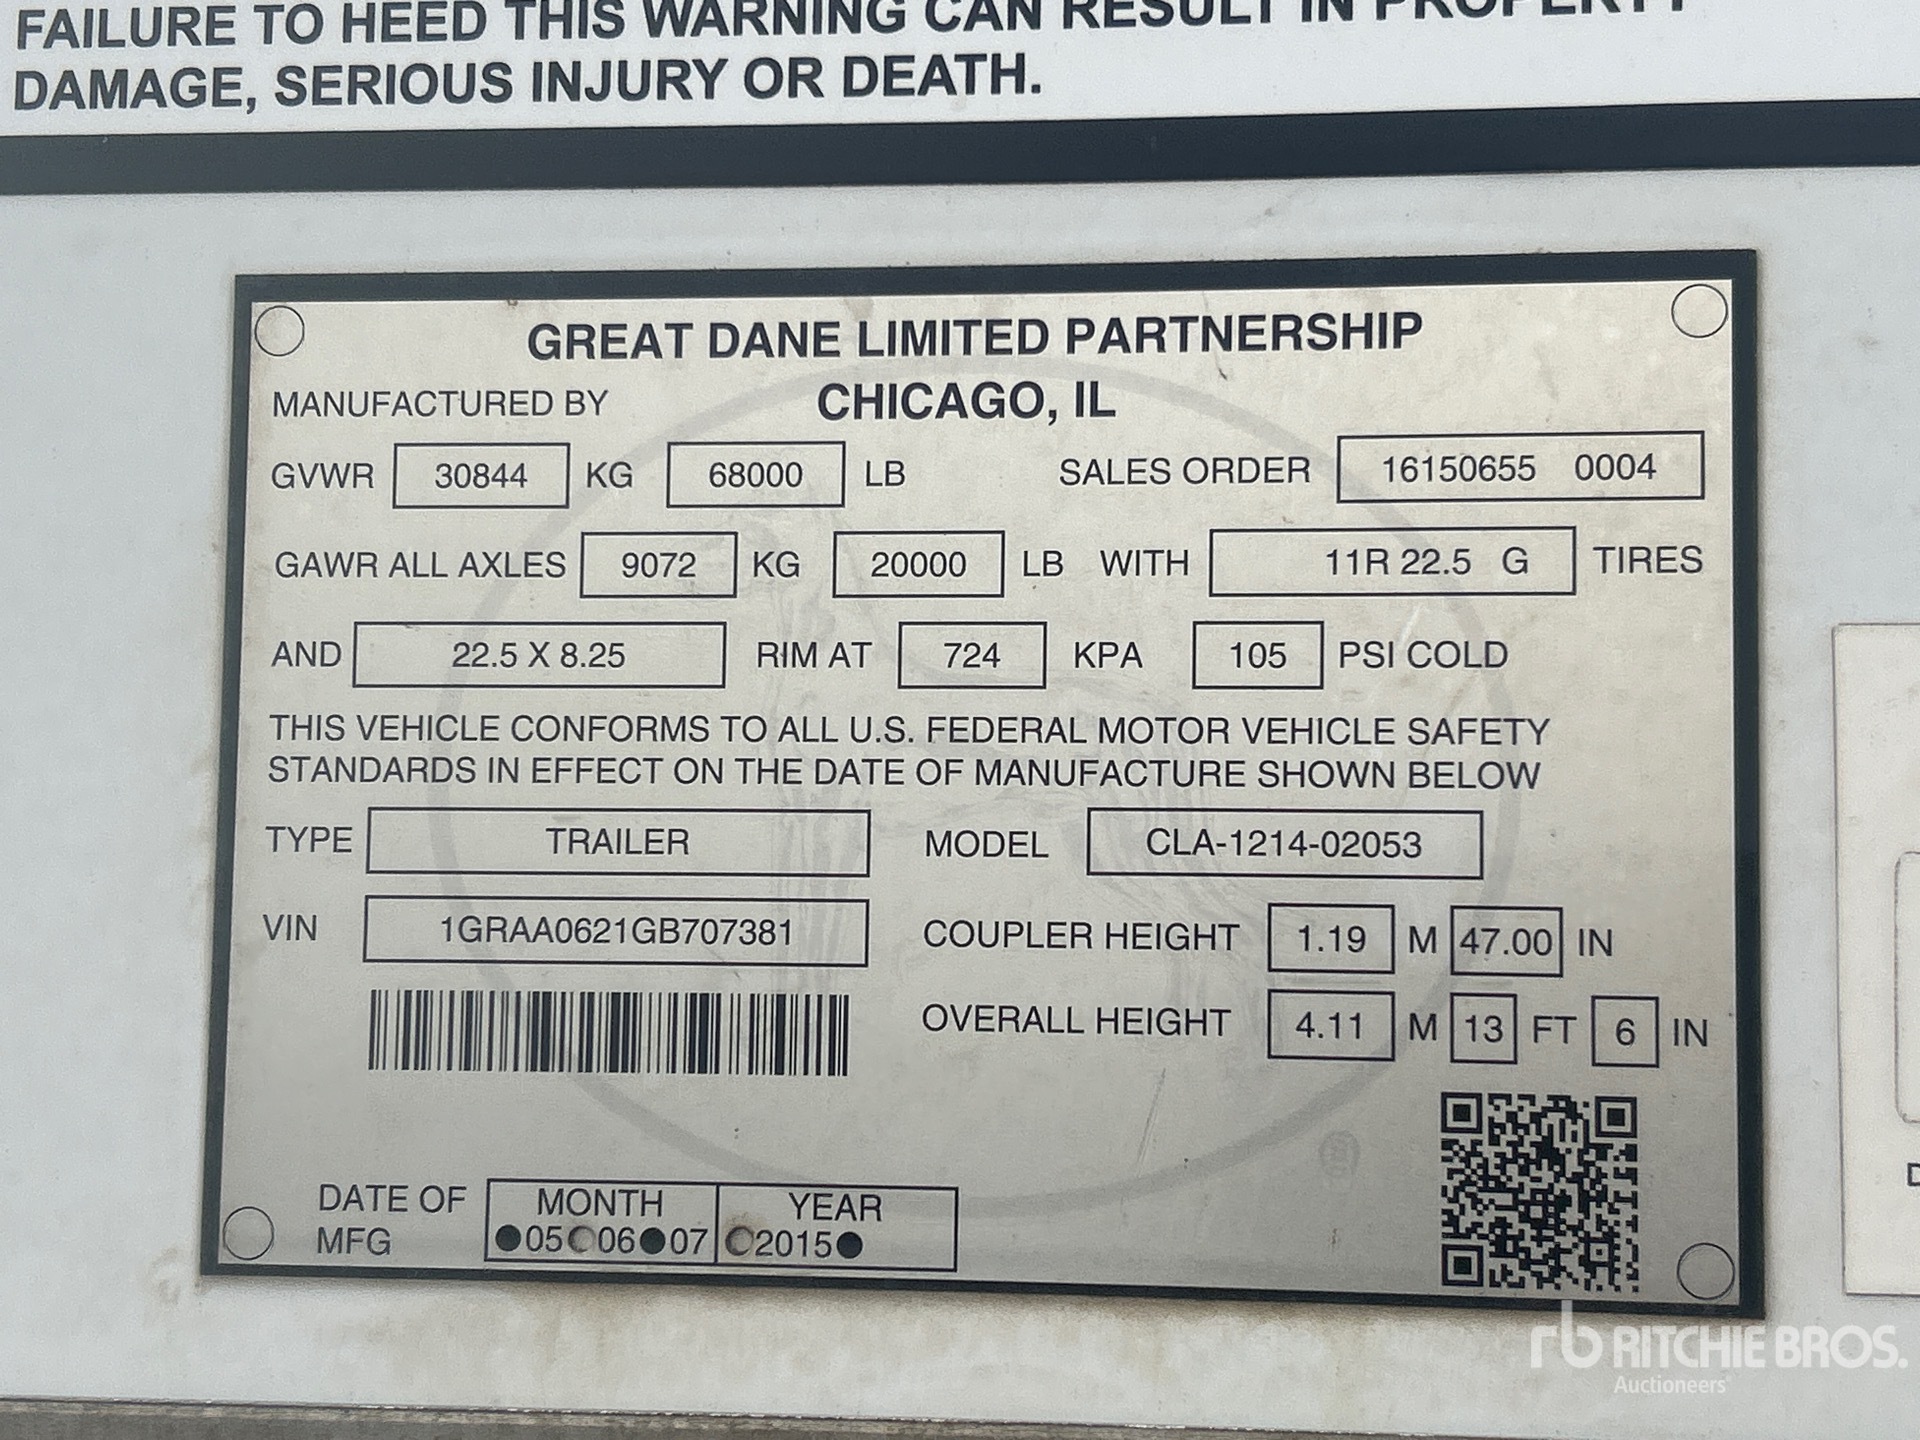 FAILURE TO HEED THIS WARNING CAN RESULT IN PROPERTY
DAMAGE, SERIOUS INJURY OR DEATH.
GREAT DANE LIMITED PARTNERSHIP
MANUFACTURED BY CHICAGO, IL
GVWR 30844 KG 68000 LB SALES ORDER 16150655 0004
GAWR ALL AXLES 9072 KG 20000 LB WITH 11R 22.5 G TIRES
AND 22.5 X 8.25 RIM AT 724 KPA 105 PSI COLD
THIS VEHICLE CONFORMS TO ALL U.S. FEDERAL MOTOR VEHICLE SAFETY
STANDARDS IN EFFECT ON THE DATE OF MANUFACTURE SHOWN BELOW
TYPE TRAILER MODEL CLA-1214-02053
VIN 1GRAA0621GB707381 COUPLER HEIGHT 1.19 M 47.00 IN
OVERALL HEIGHT 4.11 M 13 FT 6 IN
DATE OF MONTH YEAR
MFG 05 06 07 2015
rb RITCHIE BROS.
Auctioneers